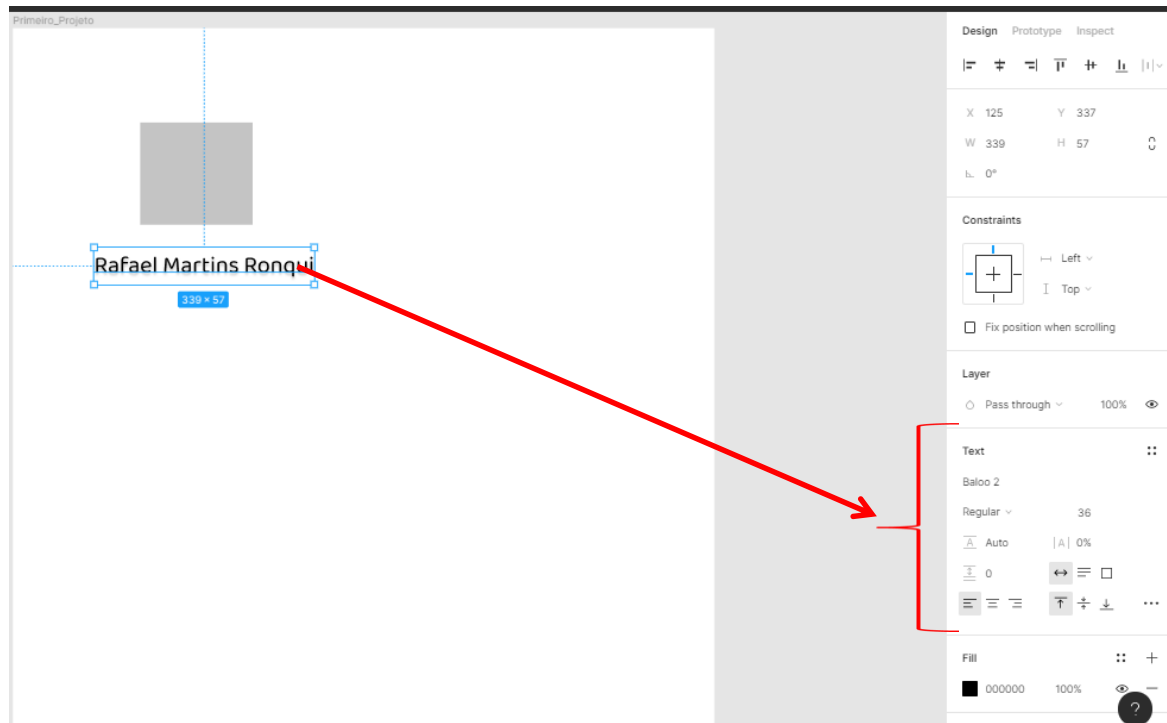 Primeiro_Projeto
Rafael Martins Ronqui
339 × 57
Design Prototype Inspect
X 125 Y 337
W 339 H 57
0°
Constraints
Left
Top
Fix position when scrolling
Layer
Pass through 100%
Text
Baloo 2
Regular 36
A Auto |A| 0%
0
Fill
000000 100%
?